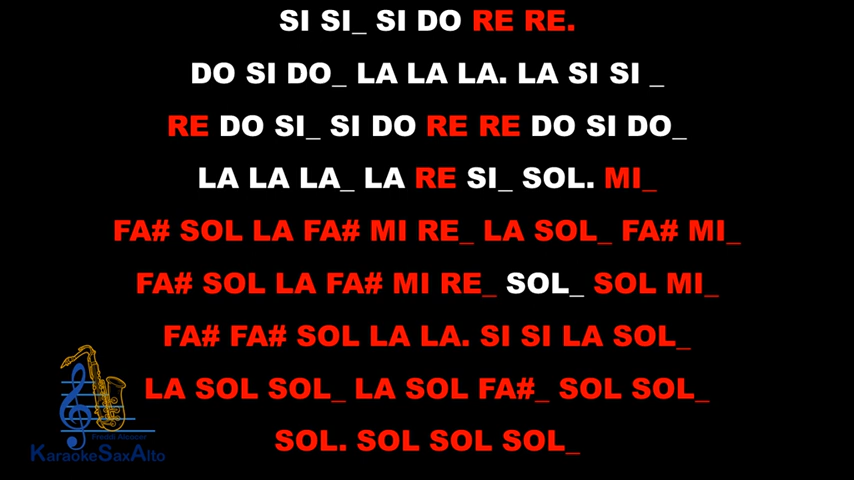 SI SI_ SI DO RE RE.
DO SI DO_ LA LA LA. LA SI SI _
RE DO SI_ SI DO RE RE DO SI DO_
LA LA LA_ LA RE SI_ SOL. MI_
FA# SOL LA FA# MI RE_ LA SOL_ FA# MI_
FA# SOL LA FA# MI RE_ SOL_ SOL MI_
FA# FA# SOL LA LA. SI SI LA SOL_
LA SOL SOL_ LA SOL FA#_ SOL SOL_
SOL. SOL SOL SOL_
Freddi Alcocer
KaraokeSaxAlto